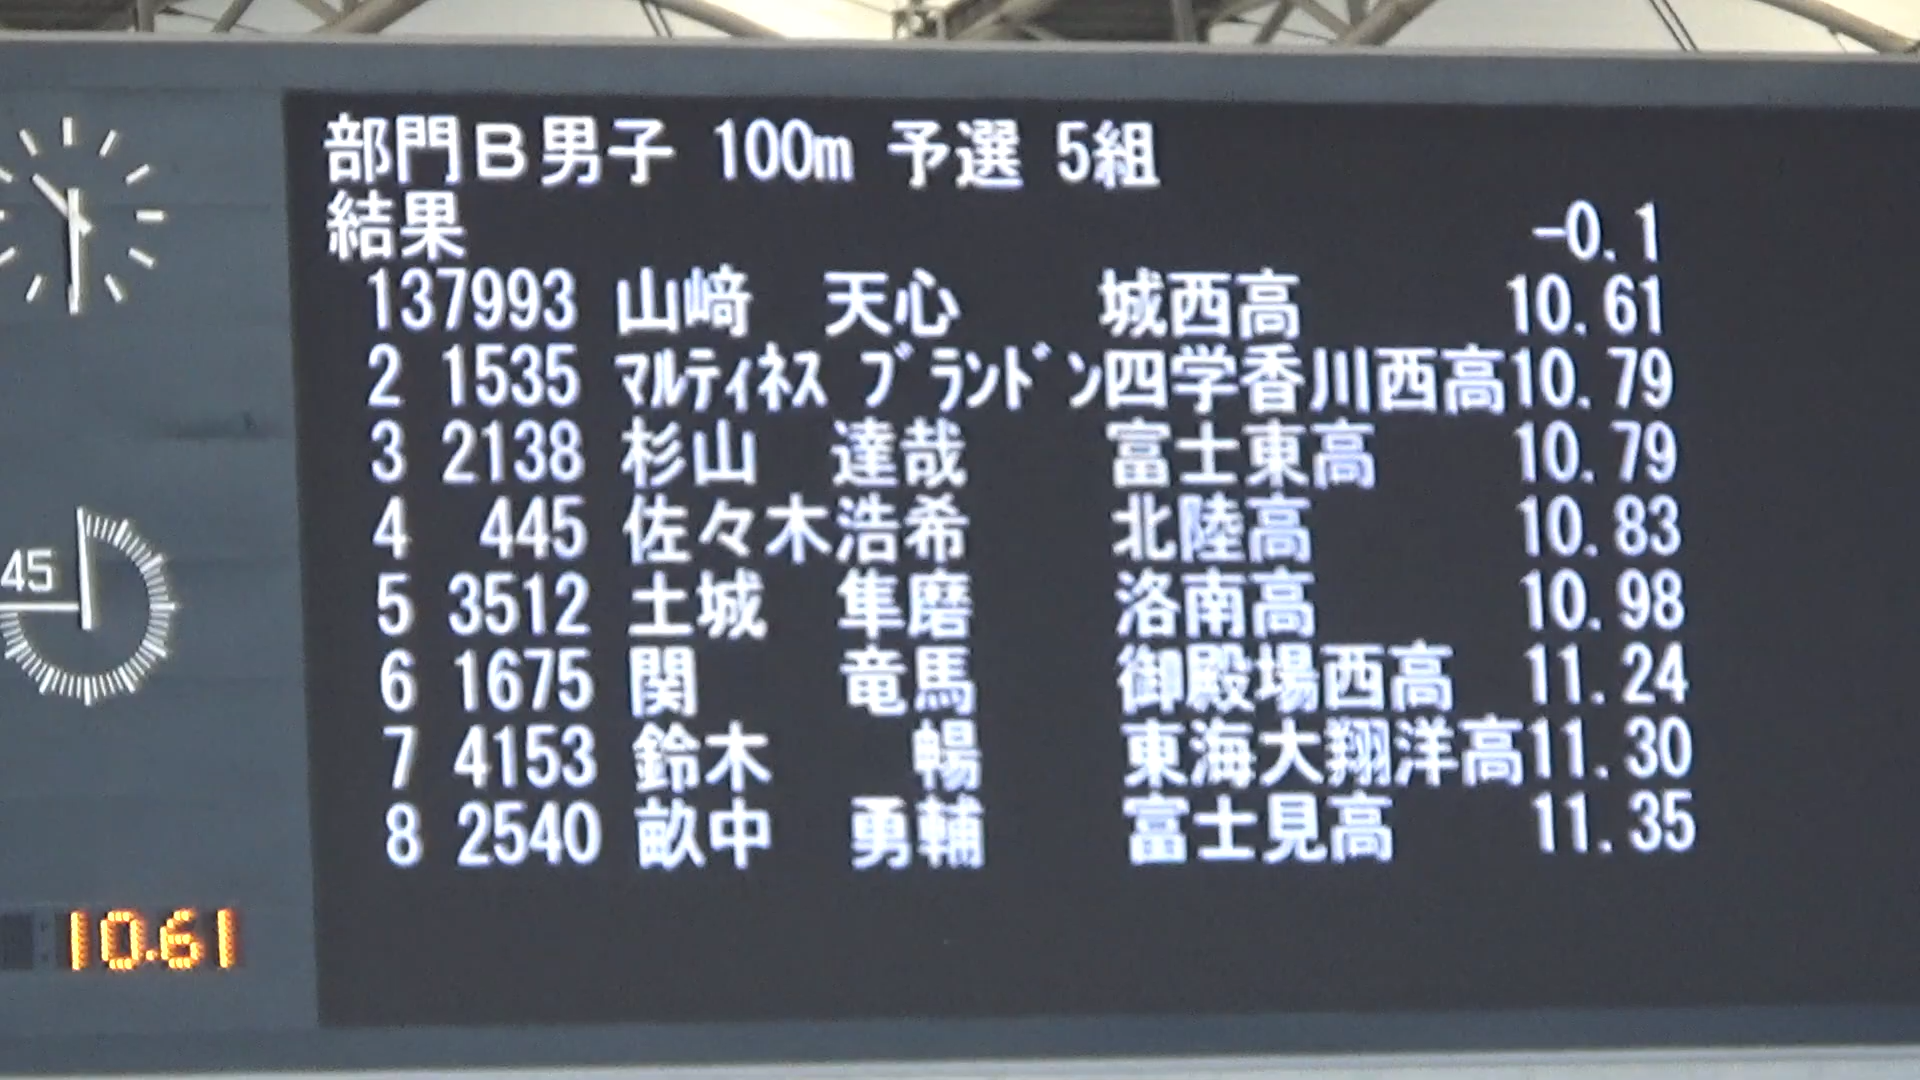 部門B男子 100m 予選 5組
結果 -0.1
137993 山﨑 天心 城西高 10.61
2 1535 ﾏﾙﾃｨﾈｽ ﾌﾞﾗﾝﾄﾞﾝ 四学香川西高 10.79
3 2138 杉山 達哉 富士東高 10.79
4 445 佐々木浩希 北陸高 10.83
5 3512 土城 隼磨 洛南高 10.98
6 1675 関 竜馬 御殿場西高 11.24
7 4153 鈴木 暢 東海大翔洋高 11.30
8 2540 畝中 勇輔 富士見高 11.35
45
10.61